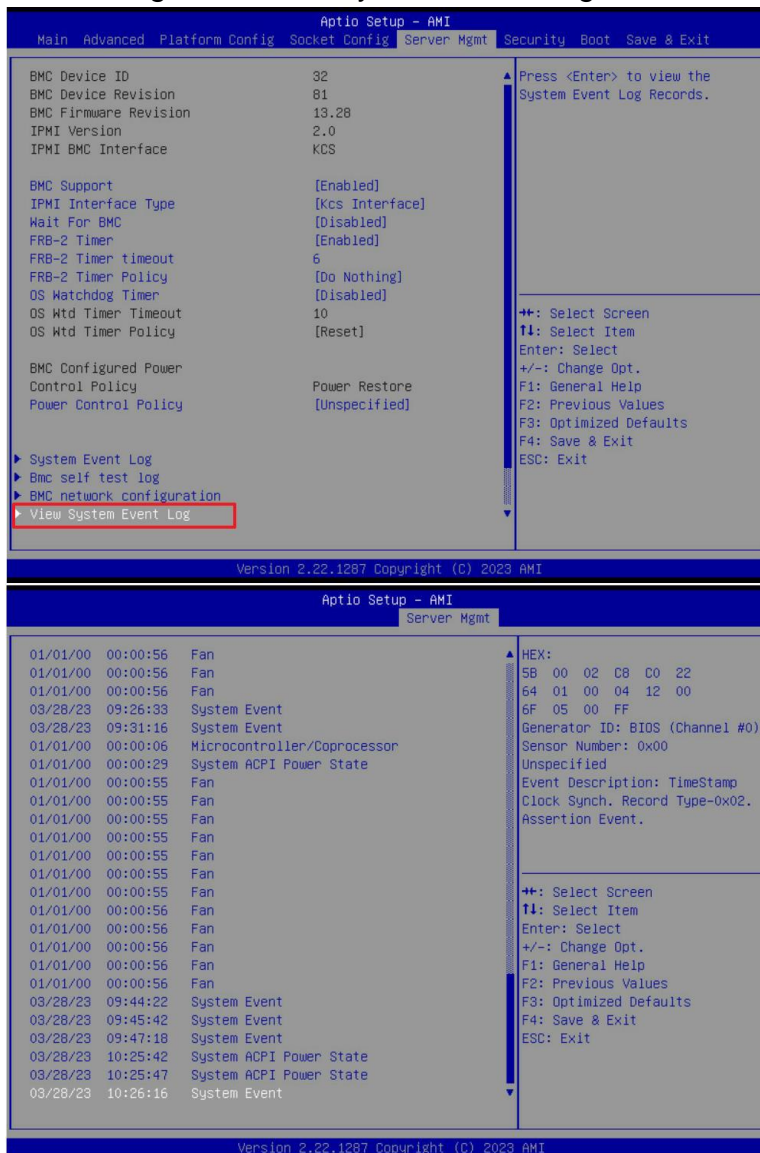 Aptio Setup – AMI
Main Advanced Platform Config Socket Config Server Mgmt Security Boot Save & Exit
BMC Device ID 32
BMC Device Revision 81
BMC Firmware Revision 13.28
IPMI Version 2.0
IPMI BMC Interface KCS
BMC Support [Enabled]
IPMI Interface Type [Kcs Interface]
Wait For BMC [Disabled]
FRB-2 Timer [Enabled]
FRB-2 Timer timeout 6
FRB-2 Timer Policy [Do Nothing]
OS Watchdog Timer [Disabled]
OS Wtd Timer Timeout 10
OS Wtd Timer Policy [Reset]
BMC Configured Power
Control Policy Power Restore
Power Control Policy [Unspecified]
System Event Log
Bmc self test log
BMC network configuration
View System Event Log
Press <Enter> to view the
System Event Log Records.
→←: Select Screen
↑↓: Select Item
Enter: Select
+/-: Change Opt.
F1: General Help
F2: Previous Values
F3: Optimized Defaults
F4: Save & Exit
ESC: Exit
Version 2.22.1287 Copyright (C) 2023 AMI
Aptio Setup – AMI
Server Mgmt
01/01/00 00:00:56 Fan
01/01/00 00:00:56 Fan
01/01/00 00:00:56 Fan
03/28/23 09:26:33 System Event
03/28/23 09:31:16 System Event
01/01/00 00:00:06 Microcontroller/Coprocessor
01/01/00 00:00:29 System ACPI Power State
01/01/00 00:00:55 Fan
01/01/00 00:00:55 Fan
01/01/00 00:00:55 Fan
01/01/00 00:00:55 Fan
01/01/00 00:00:55 Fan
01/01/00 00:00:55 Fan
01/01/00 00:00:55 Fan
01/01/00 00:00:56 Fan
01/01/00 00:00:56 Fan
01/01/00 00:00:56 Fan
01/01/00 00:00:56 Fan
01/01/00 00:00:56 Fan
03/28/23 09:44:22 System Event
03/28/23 09:45:42 System Event
03/28/23 09:47:18 System Event
03/28/23 10:25:42 System ACPI Power State
03/28/23 10:25:47 System ACPI Power State
03/28/23 10:26:16 System Event
HEX:
5B 00 02 C8 C0 22
64 01 00 04 12 00
6F 05 00 FF
Generator ID: BIOS (Channel #0)
Sensor Number: 0x00
Unspecified
Event Description: TimeStamp
Clock Synch. Record Type-0x02.
Assertion Event.
→←: Select Screen
↑↓: Select Item
Enter: Select
+/-: Change Opt.
F1: General Help
F2: Previous Values
F3: Optimized Defaults
F4: Save & Exit
ESC: Exit
Version 2.22.1287 Copyright (C) 2023 AMI